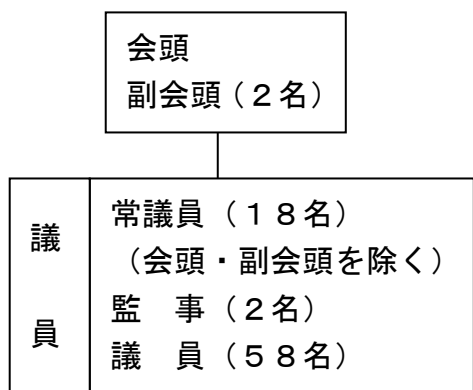 会頭
副会頭（２名）
議員
常議員（１８名）
（会頭・副会頭を除く）
監　事（２名）
議　員（５８名）